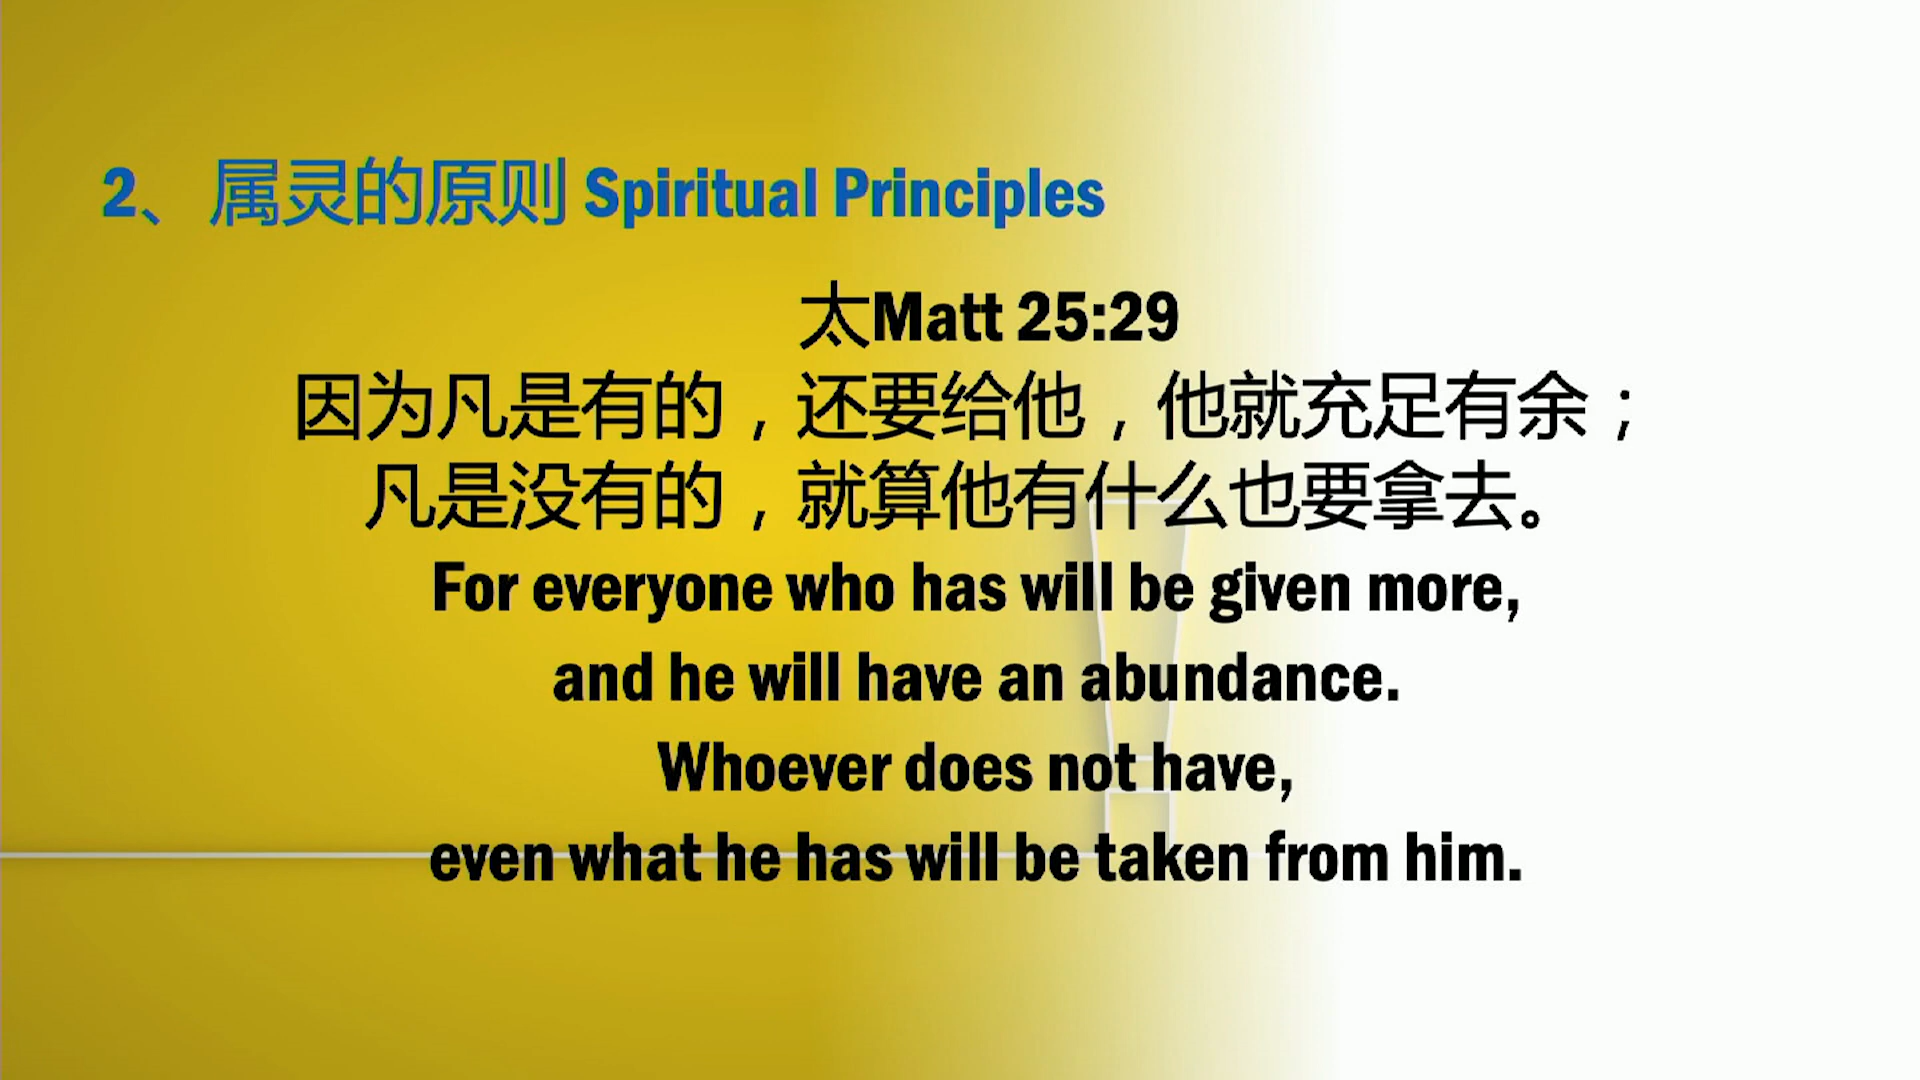 2、属灵的原则 Spiritual Principles
太Matt 25:29
因为凡是有的，还要给他，他就充足有余；
凡是没有的，就算他有什么也要拿去。
For everyone who has will be given more,
and he will have an abundance.
Whoever does not have,
even what he has will be taken from him.